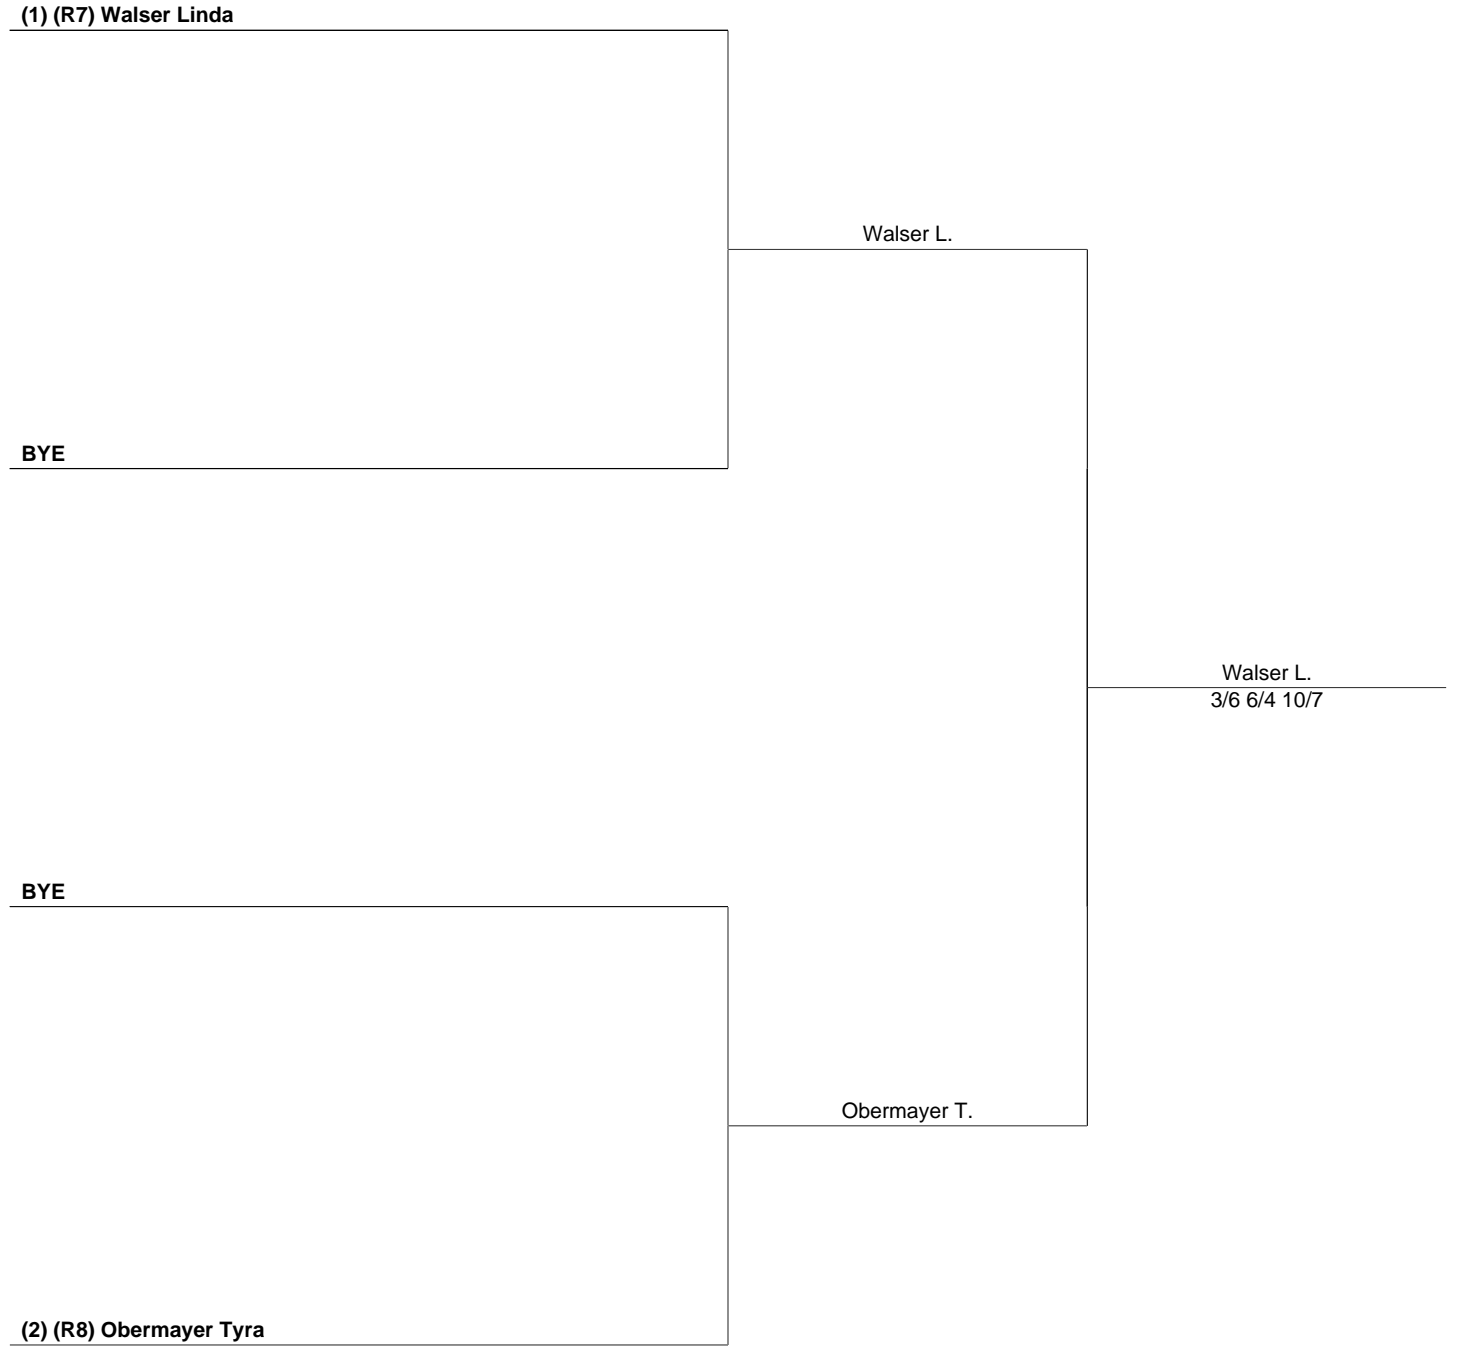 (1) (R7) Walser Linda
Walser L.
BYE
Walser L.
3/6 6/4 10/7
BYE
Obermayer T.
(2) (R8) Obermayer Tyra